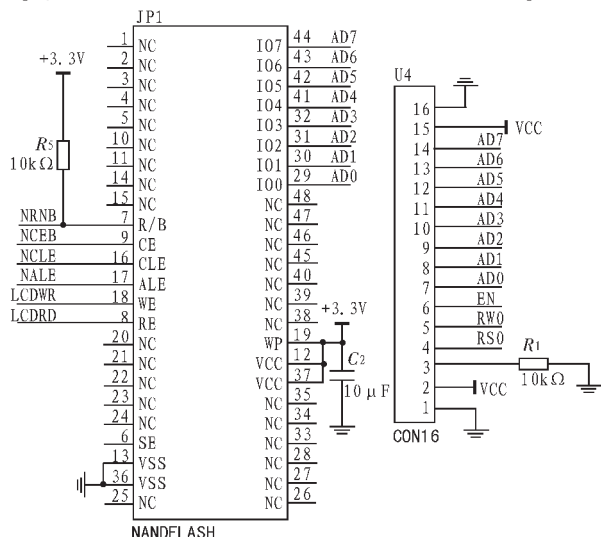 JP1
+3.3V
R5
10kΩ
1 NC
2 NC
3 NC
4 NC
5 NC
10 NC
11 NC
14 NC
15 NC
NRNB 7 R/B
NCEB 9 CE
NCLE 16 CLE
NALE 17 ALE
LCDWR 18 WE
LCDRD 8 RE
20 NC
21 NC
22 NC
23 NC
24 NC
6 SE
13 VSS
36 VSS
25 NC
IO7 44 AD7
IO6 43 AD6
IO5 42 AD5
IO4 41 AD4
IO3 32 AD3
IO2 31 AD2
IO1 30 AD1
IO0 29 AD0
NC 48
NC 47
NC 46
NC 45
NC 40
NC 39
NC 38
WP 19
VCC 12
VCC 37
NC 35
NC 34
NC 33
NC 28
NC 27
NC 26
+3.3V
C2
10μF
NANDFLASH
U4
16
15 VCC
14 AD7
13 AD6
12 AD5
11 AD4
10 AD3
9 AD2
8 AD1
7 AD0
6 EN
5 RW0
4 RS0
3
R1
10kΩ
2 VCC
1
CON16